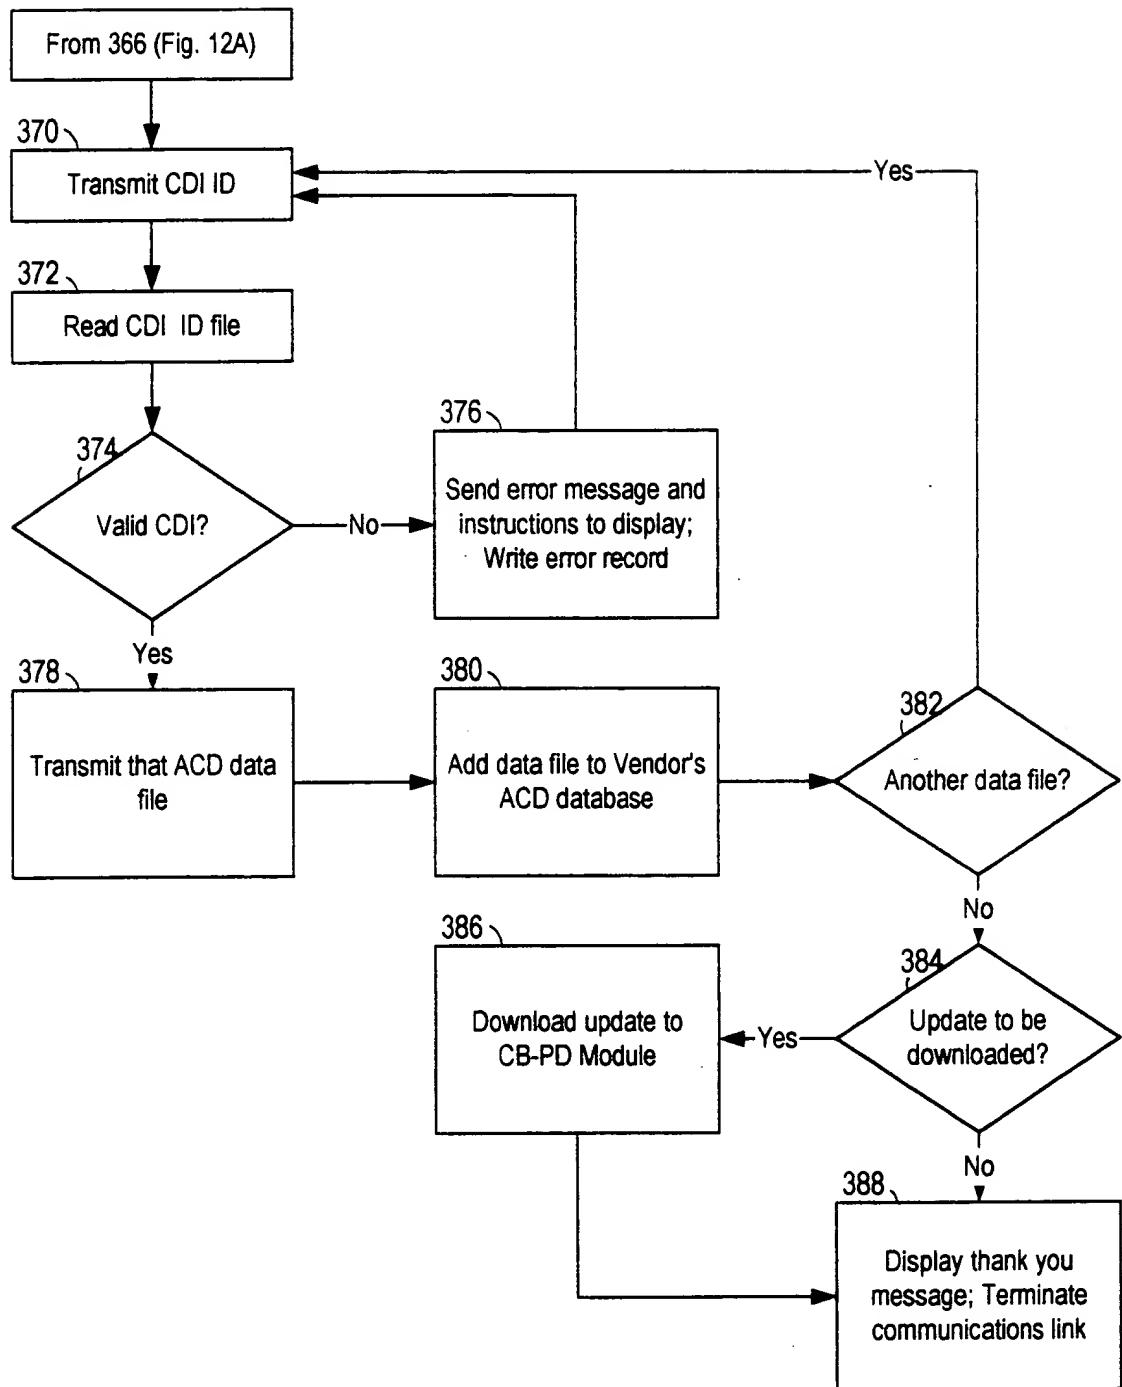 From 366 (Fig. 12A)
370
Transmit CDI ID
Yes
372
Read CDI ID file
374
Valid CDI?
No
376
Send error message and
instructions to display;
Write error record
Yes
378
Transmit that ACD data
file
380
Add data file to Vendor's
ACD database
382
Another data file?
No
384
Update to be
downloaded?
Yes
386
Download update to
CB-PD Module
No
388
Display thank you
message; Terminate
communications link